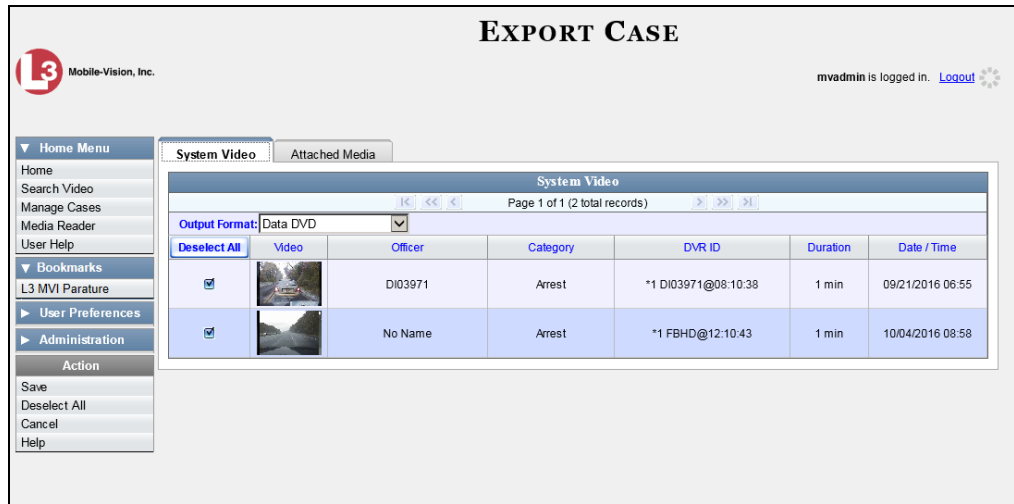 EXPORT CASE
L3 Mobile-Vision, Inc.
mvadmin is logged in. Logout
▼ Home Menu
Home
Search Video
Manage Cases
Media Reader
User Help
▼ Bookmarks
L3 MVI Parature
► User Preferences
► Administration
Action
Save
Deselect All
Cancel
Help
System Video
Attached Media
System Video
|< << < Page 1 of 1 (2 total records) > >> >|
Output Format: Data DVD
Deselect All Video Officer Category DVR ID Duration Date / Time
DI03971 Arrest *1 DI03971@08:10:38 1 min 09/21/2016 06:55
No Name Arrest *1 FBHD@12:10:43 1 min 10/04/2016 08:58